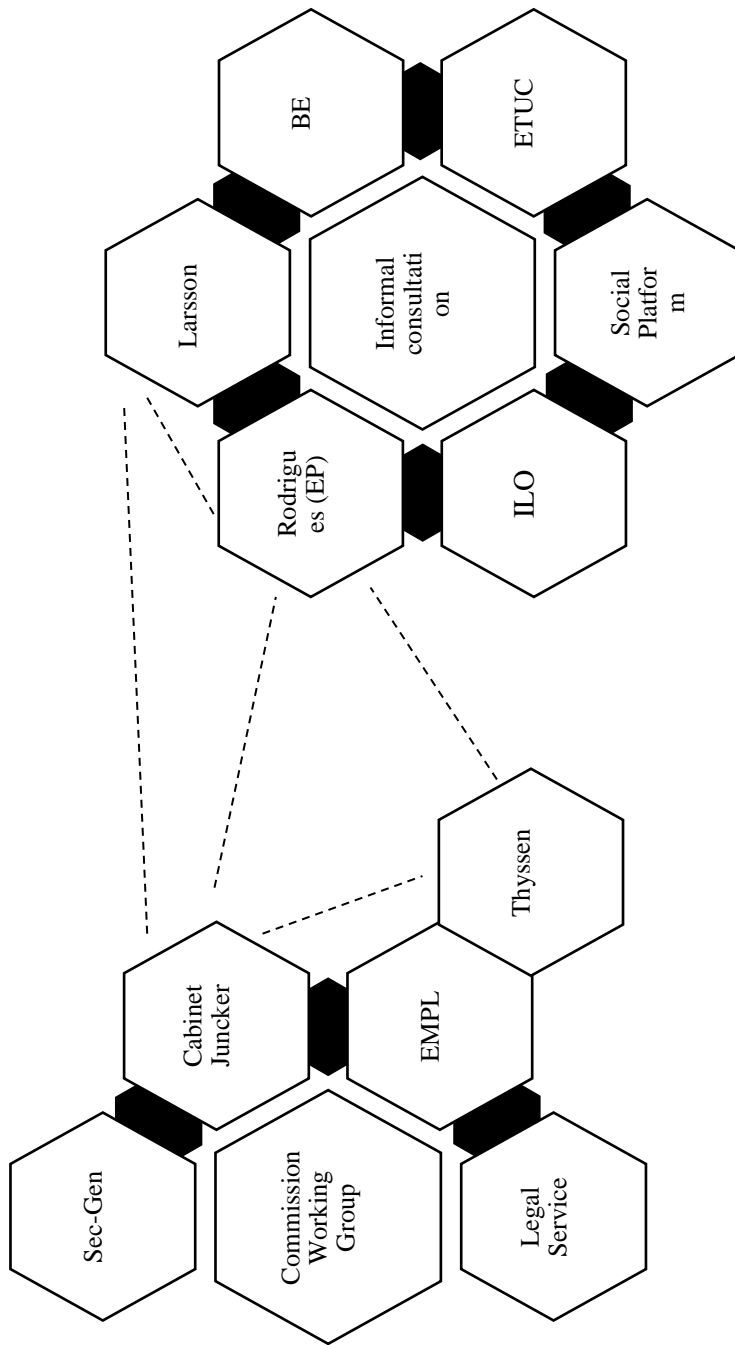 Sec-Gen
Cabinet
Juncker
Commission
Working
Group
EMPL
Legal
Service
Thyssen
Larsson
Rodrigu
es (EP)
BE
Informal
consultati
on
ILO
ETUC
Social
Platfor
m